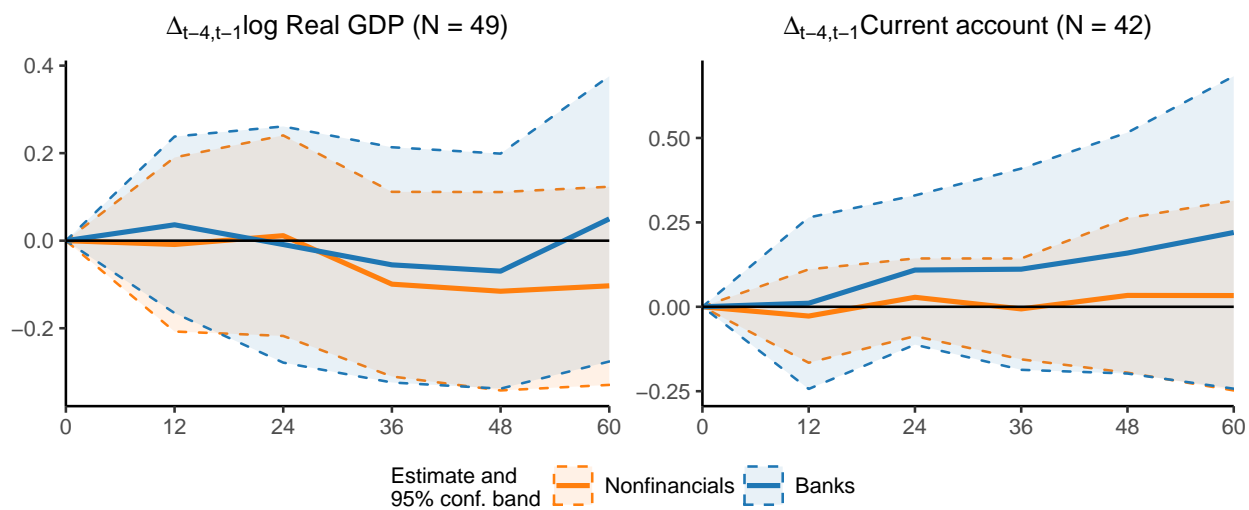 Δt−4,t−1log Real GDP (N = 49)
0.4
0.2
0.0
−0.2
0 12 24 36 48 60
Δt−4,t−1Current account (N = 42)
0.50
0.25
0.00
−0.25
0 12 24 36 48 60
Estimate and
95% conf. band
Nonfinancials
Banks